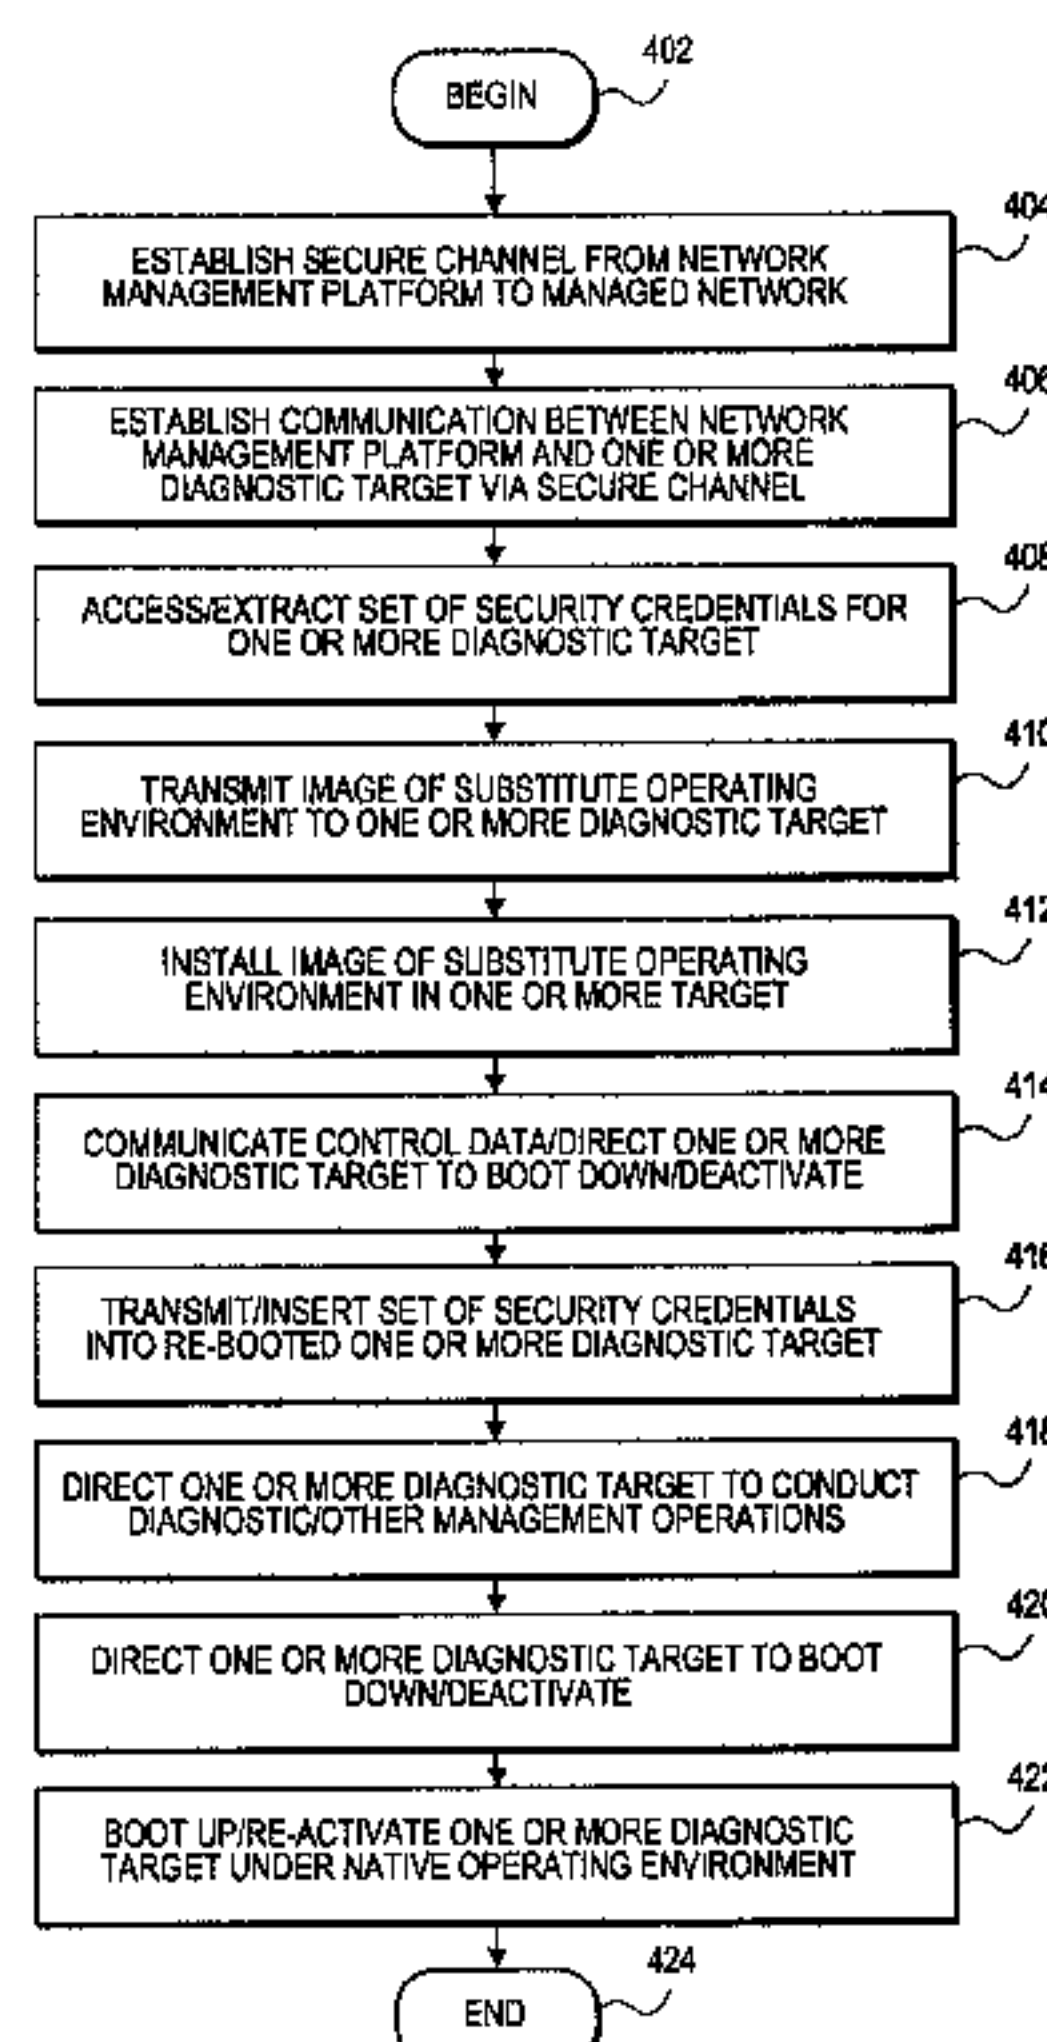 402
BEGIN
404
ESTABLISH SECURE CHANNEL FROM NETWORK
MANAGEMENT PLATFORM TO MANAGED NETWORK
406
ESTABLISH COMMUNICATION BETWEEN NETWORK
MANAGEMENT PLATFORM AND ONE OR MORE
DIAGNOSTIC TARGET VIA SECURE CHANNEL
408
ACCESS/EXTRACT SET OF SECURITY CREDENTIALS FOR
ONE OR MORE DIAGNOSTIC TARGET
410
TRANSMIT IMAGE OF SUBSTITUTE OPERATING
ENVIRONMENT TO ONE OR MORE DIAGNOSTIC TARGET
412
INSTALL IMAGE OF SUBSTITUTE OPERATING
ENVIRONMENT IN ONE OR MORE TARGET
414
COMMUNICATE CONTROL DATA/DIRECT ONE OR MORE
DIAGNOSTIC TARGET TO BOOT DOWN/DEACTIVATE
416
TRANSMIT/INSERT SET OF SECURITY CREDENTIALS
INTO RE-BOOTED ONE OR MORE DIAGNOSTIC TARGET
418
DIRECT ONE OR MORE DIAGNOSTIC TARGET TO CONDUCT
DIAGNOSTIC/OTHER MANAGEMENT OPERATIONS
420
DIRECT ONE OR MORE DIAGNOSTIC TARGET TO BOOT
DOWN/DEACTIVATE
422
BOOT UP/RE-ACTIVATE ONE OR MORE DIAGNOSTIC
TARGET UNDER NATIVE OPERATING ENVIRONMENT
424
END